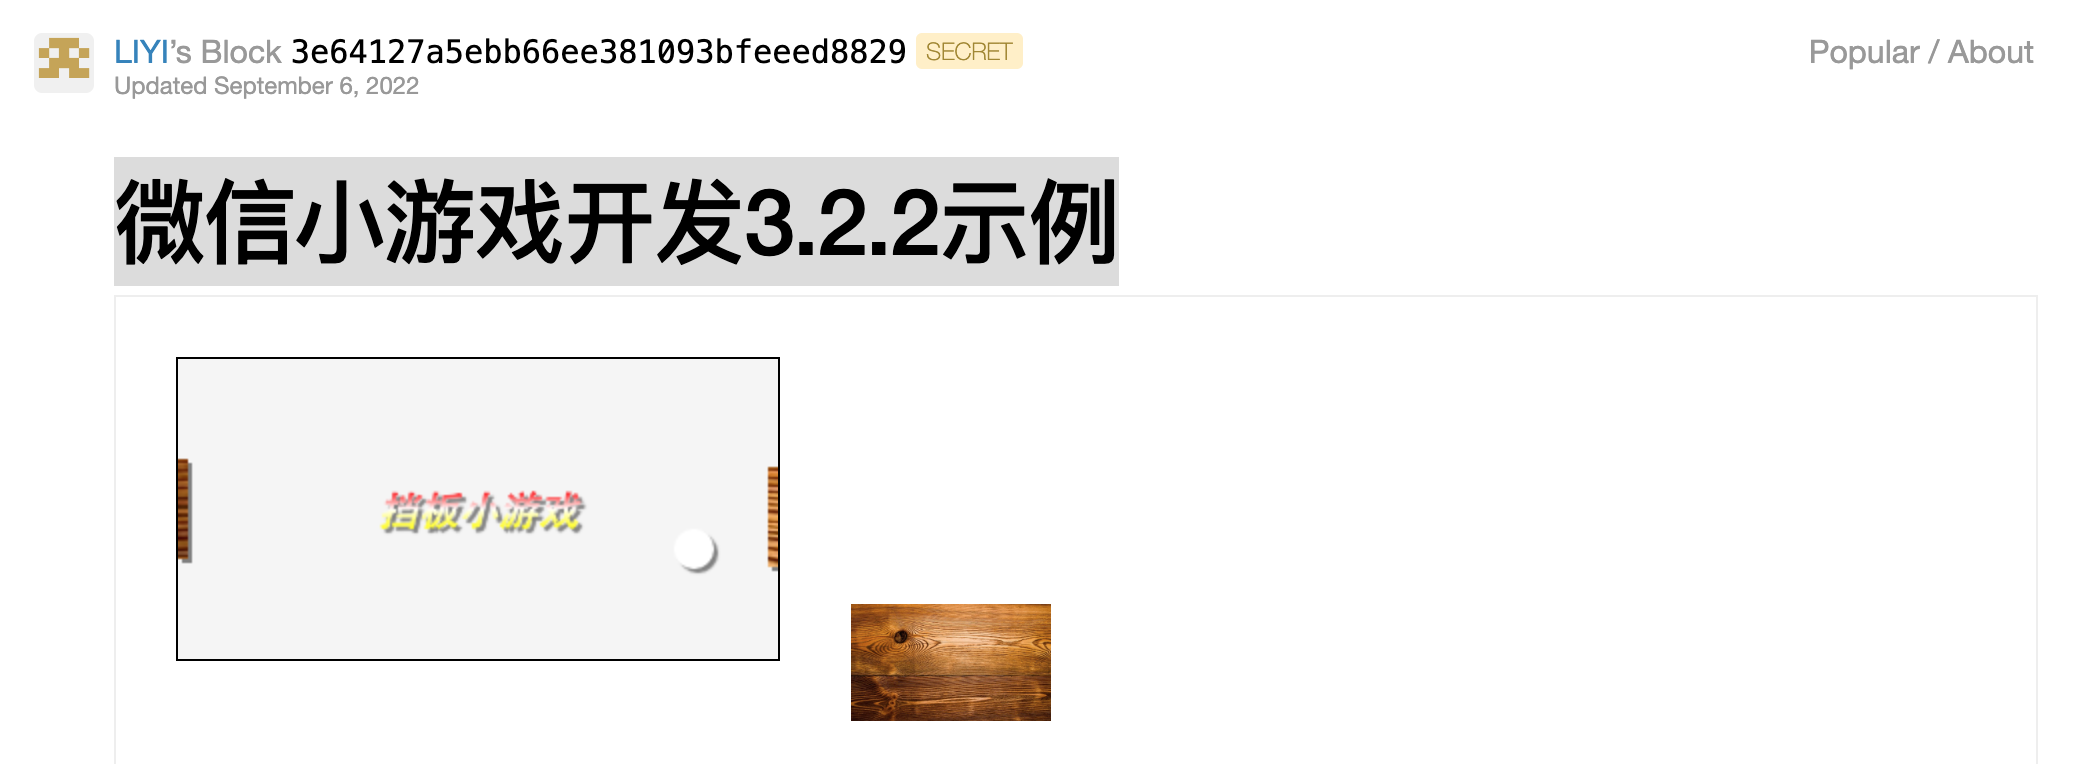 LIYI's Block 3e64127a5ebb66ee381093bfeeed8829 SECRET
Popular / About
Updated September 6, 2022
微信小游戏开发3.2.2示例
挡板小游戏